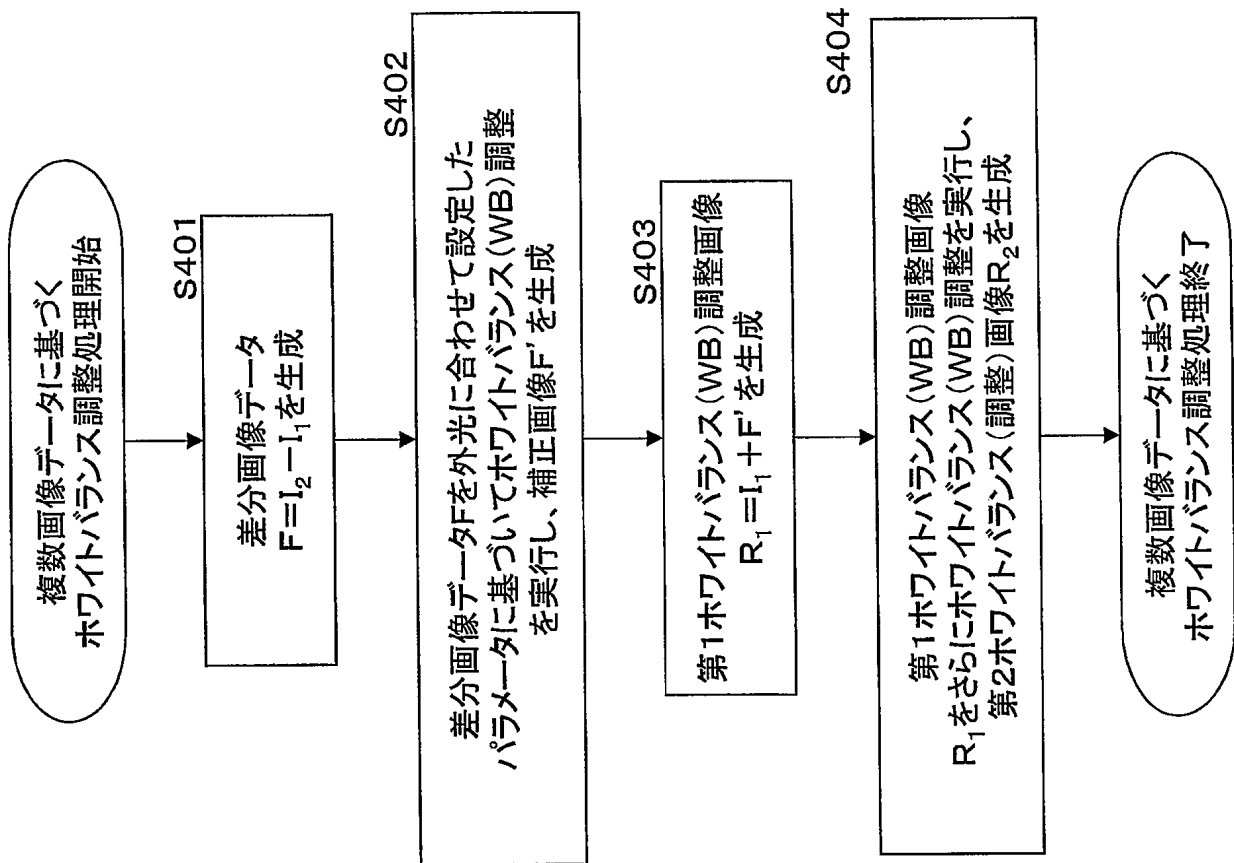 複数画像データに基づく
ホワイトバランス調整処理開始
S401
差分画像データ
F=I₂−I₁を生成
S402
差分画像データFを外光に合わせて設定した
パラメータに基づいてホワイトバランス(WB)調整
を実行し、補正画像F'を生成
S403
第1ホワイトバランス(WB)調整画像
R₁=I₁+F'を生成
S404
第1ホワイトバランス(WB)調整画像
R₁をさらにホワイトバランス(WB)調整を実行し、
第2ホワイトバランス(調整)画像R₂を生成
複数画像データに基づく
ホワイトバランス調整処理終了